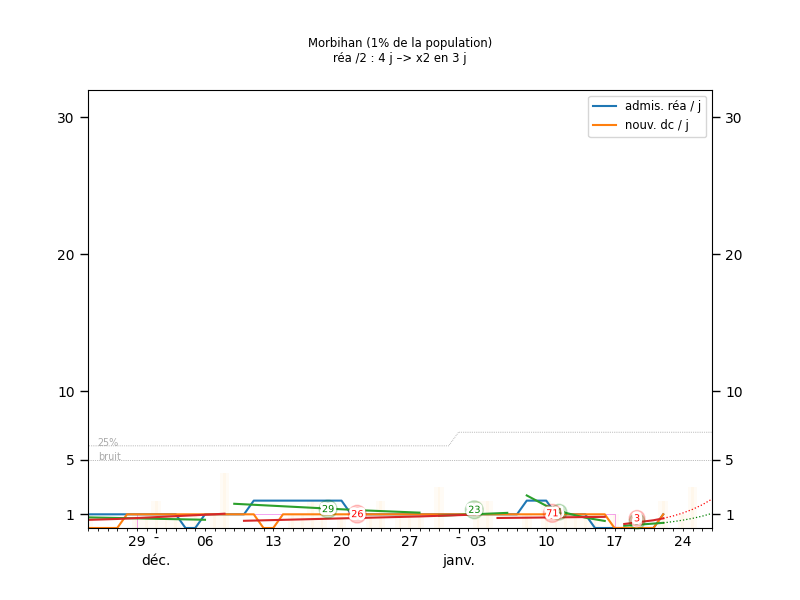 Morbihan (1% de la population)
réa /2 : 4 j –> x2 en 3 j
admis. réa / j
nouv. dc / j
30 30
20 20
10 10
25%
bruit
5 5
29 26 23 71 3
1 1
29 - 06 13 20 27 - 03 10 17 24
déc. janv.